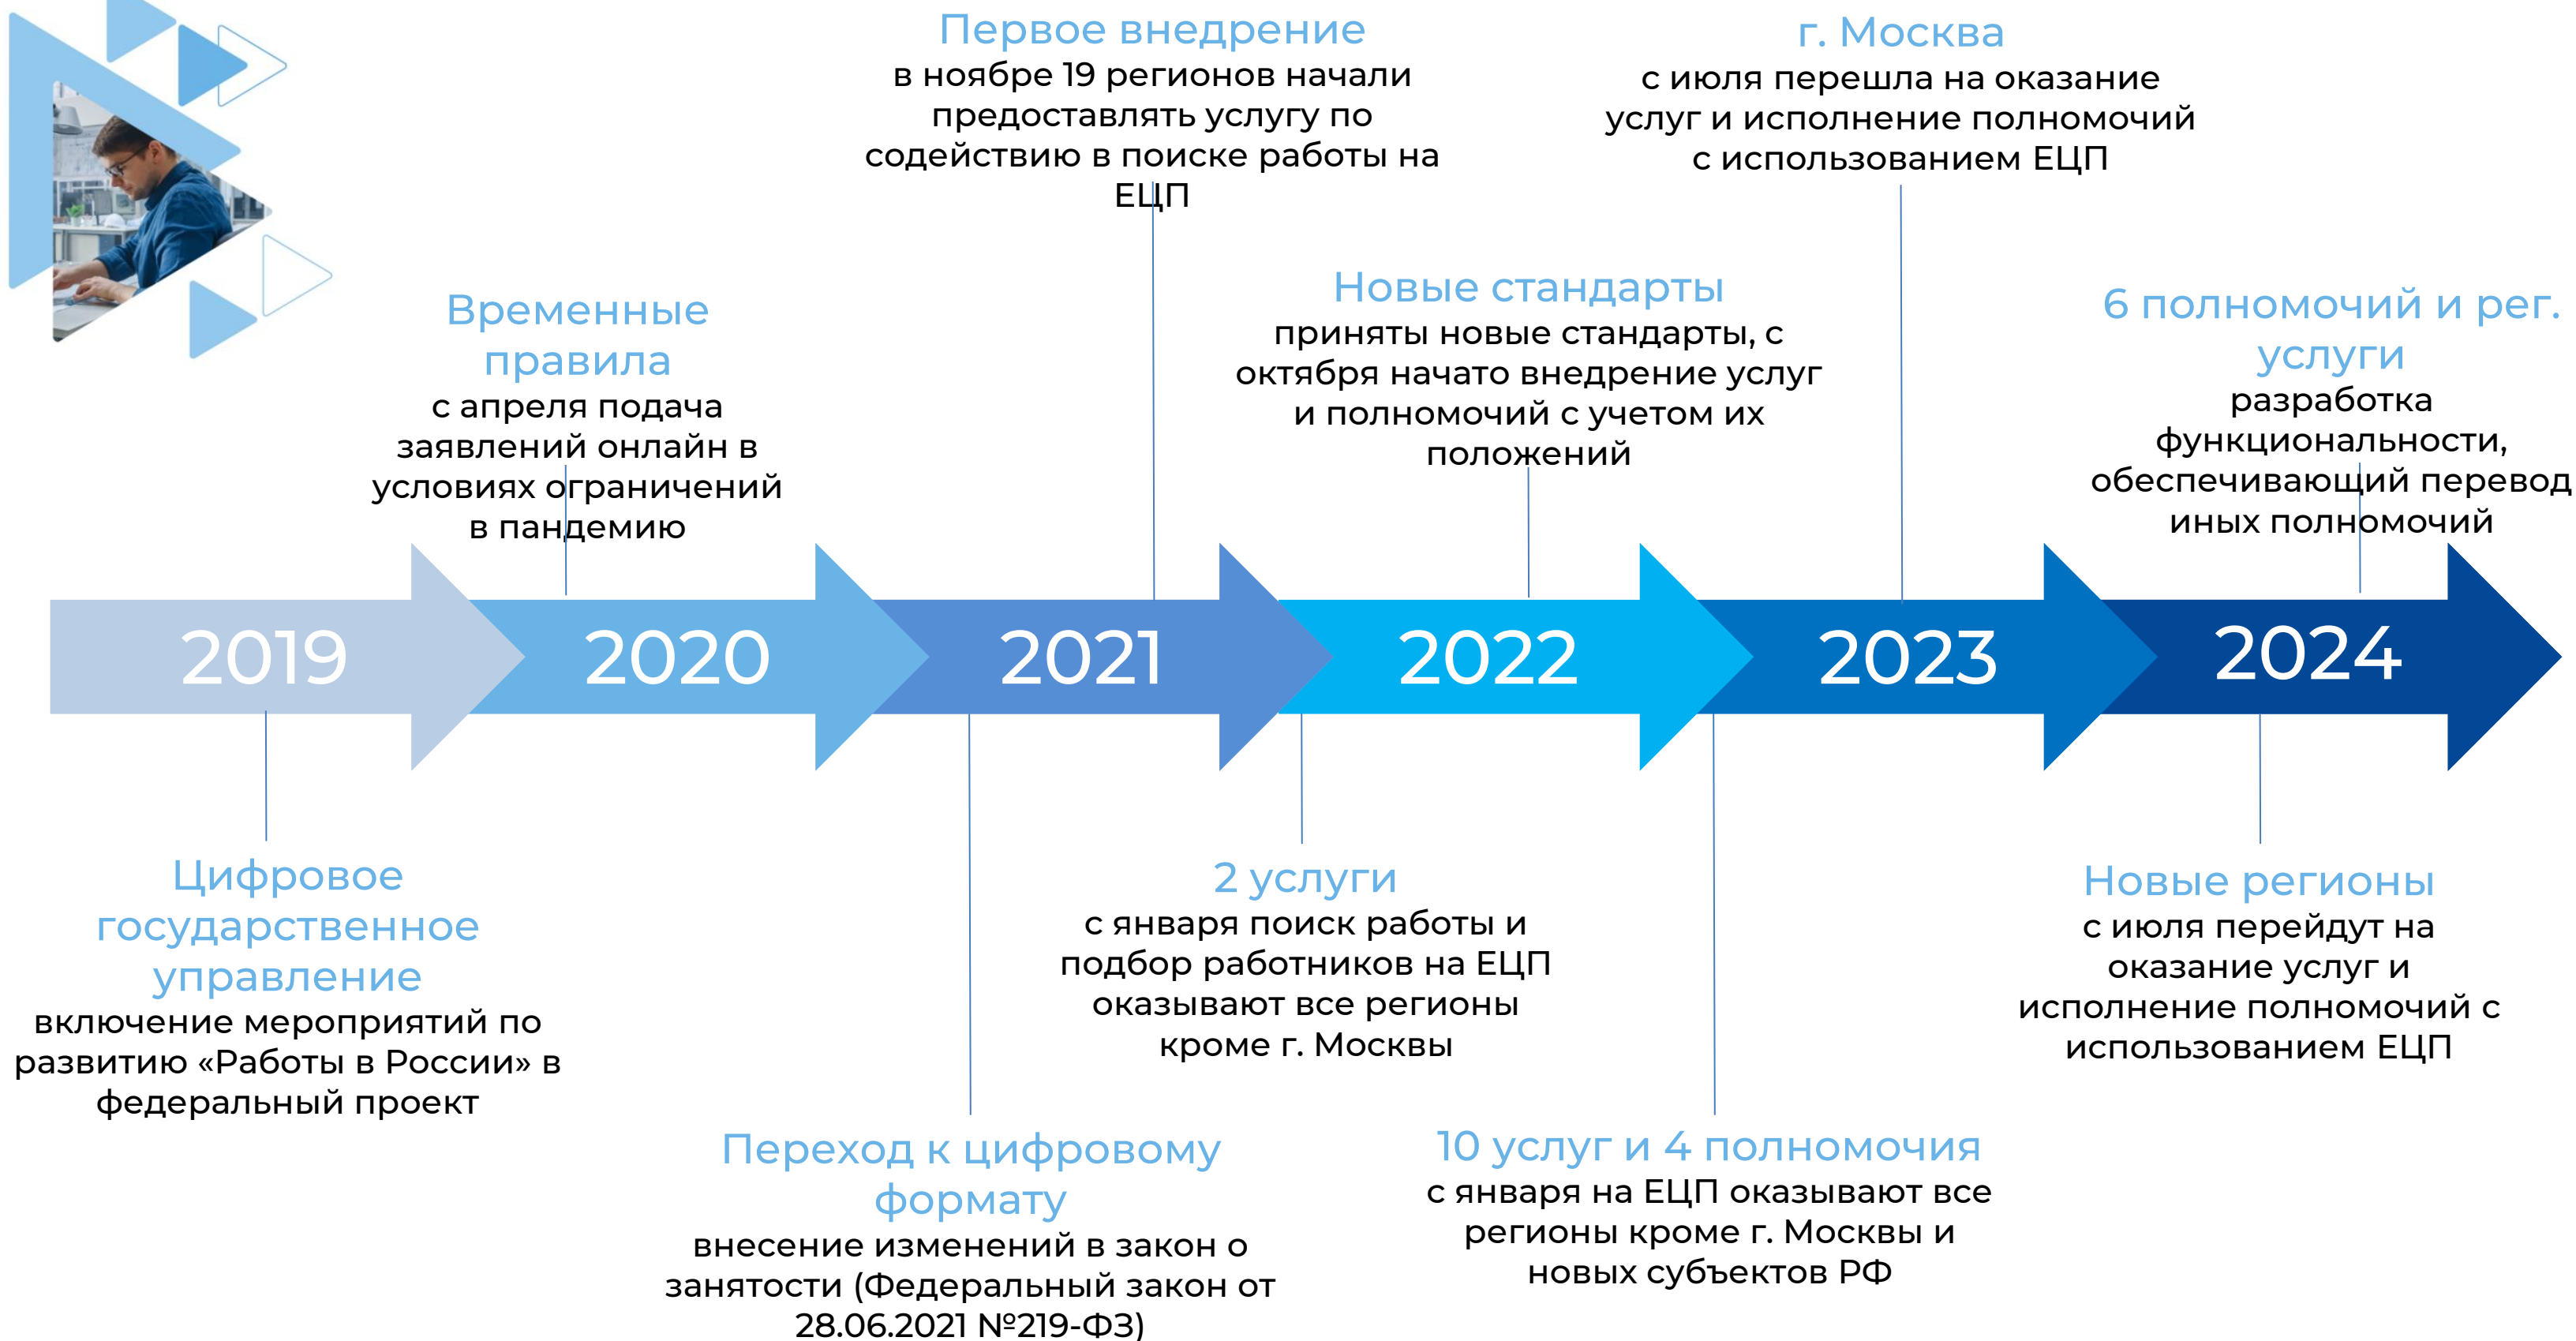 Первое внедрение
в ноябре 19 регионов начали
предоставлять услугу по
содействию в поиске работы на
ЕЦП
г. Москва
с июля перешла на оказание
услуг и исполнение полномочий
с использованием ЕЦП
Временные
правила
с апреля подача
заявлений онлайн в
условиях ограничений
в пандемию
Новые стандарты
приняты новые стандарты, с
октября начато внедрение услуг
и полномочий с учетом их
положений
6 полномочий и рег.
услуги
разработка
функциональности,
обеспечивающий перевод
иных полномочий
2019
2020
2021
2022
2023
2024
Цифровое
государственное
управление
включение мероприятий по
развитию «Работы в России» в
федеральный проект
Переход к цифровому
формату
внесение изменений в закон о
занятости (Федеральный закон от
28.06.2021 №219-ФЗ)
2 услуги
с января поиск работы и
подбор работников на ЕЦП
оказывают все регионы
кроме г. Москвы
10 услуг и 4 полномочия
с января на ЕЦП оказывают все
регионы кроме г. Москвы и
новых субъектов РФ
Новые регионы
с июля перейдут на
оказание услуг и
исполнение полномочий с
использованием ЕЦП